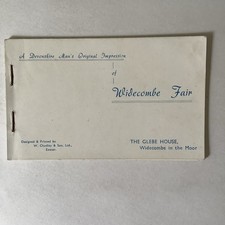 A Devonshire Man's Original Impression
of
Widecombe Fair
Designed & Printed by
& Son, Ltd.,
Exeter
THE GLEBE HOUSE,
Widecombe in the Moor